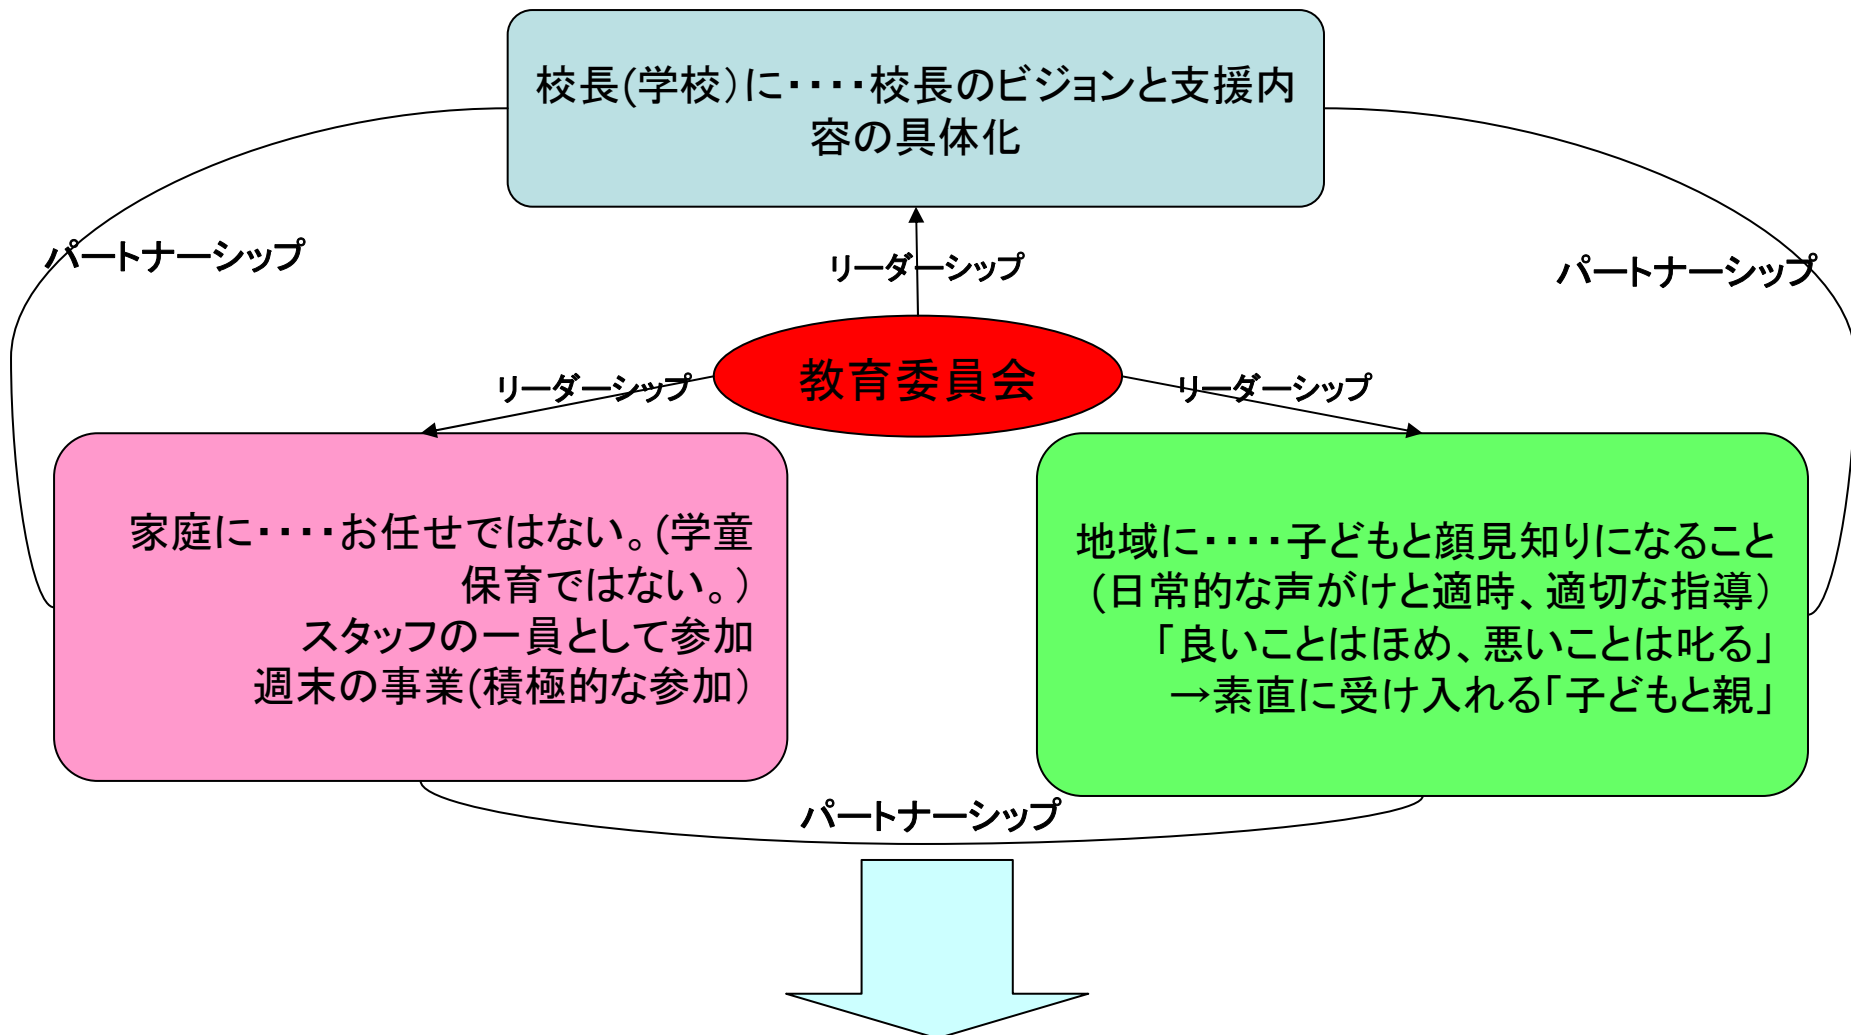 校長(学校)に・・・・校長のビジョンと支援内
容の具体化
パートナーシップ
リーダーシップ
パートナーシップ
リーダーシップ
教育委員会
リーダーシップ
家庭に・・・・お任せではない。(学童
保育ではない。)
スタッフの一員として参加
週末の事業(積極的な参加)
地域に・・・・子どもと顔見知りになること
(日常的な声がけと適時、適切な指導)
「良いことはほめ、悪いことは叱る」
→素直に受け入れる「子どもと親」
パートナーシップ